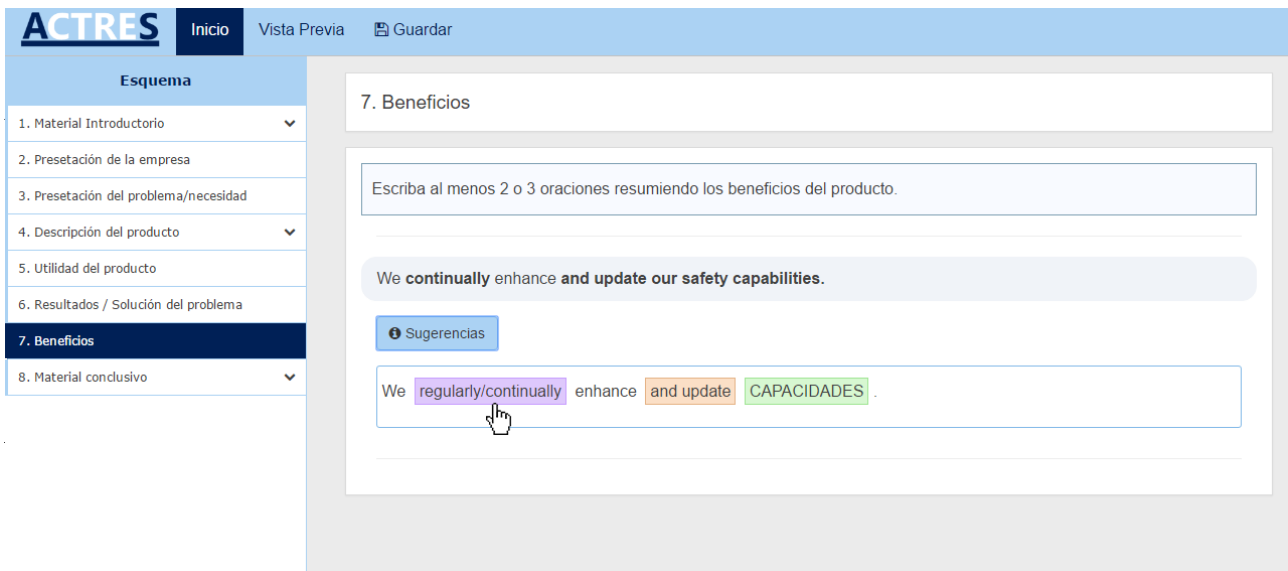 ACTRES Inicio Vista Previa Guardar
Esquema
1. Material Introductorio
2. Presetación de la empresa
3. Presetación del problema/necesidad
4. Descripción del producto
5. Utilidad del producto
6. Resultados / Solución del problema
7. Beneficios
8. Material conclusivo
7. Beneficios
Escriba al menos 2 o 3 oraciones resumiendo los beneficios del producto.
We continually enhance and update our safety capabilities.
Sugerencias
We regularly/continually enhance and update CAPACIDADES .